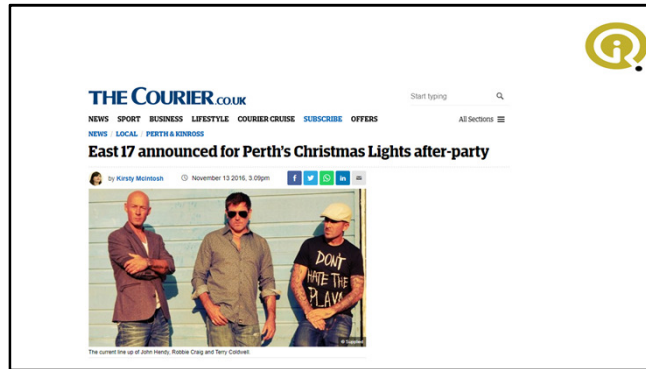 THE COURIER.CO.UK
Start typing
NEWS SPORT BUSINESS LIFESTYLE COURIER CRUISE SUBSCRIBE OFFERS
All Sections
NEWS / LOCAL / PERTH & KINROSS
East 17 announced for Perth's Christmas Lights after-party
by Kirsty McIntosh
November 13 2016, 3.09pm
DON'T
HATE THE
PLAYA
© Supplied
The current line up of John Hendy, Robbie Craig and Terry Coldwell.